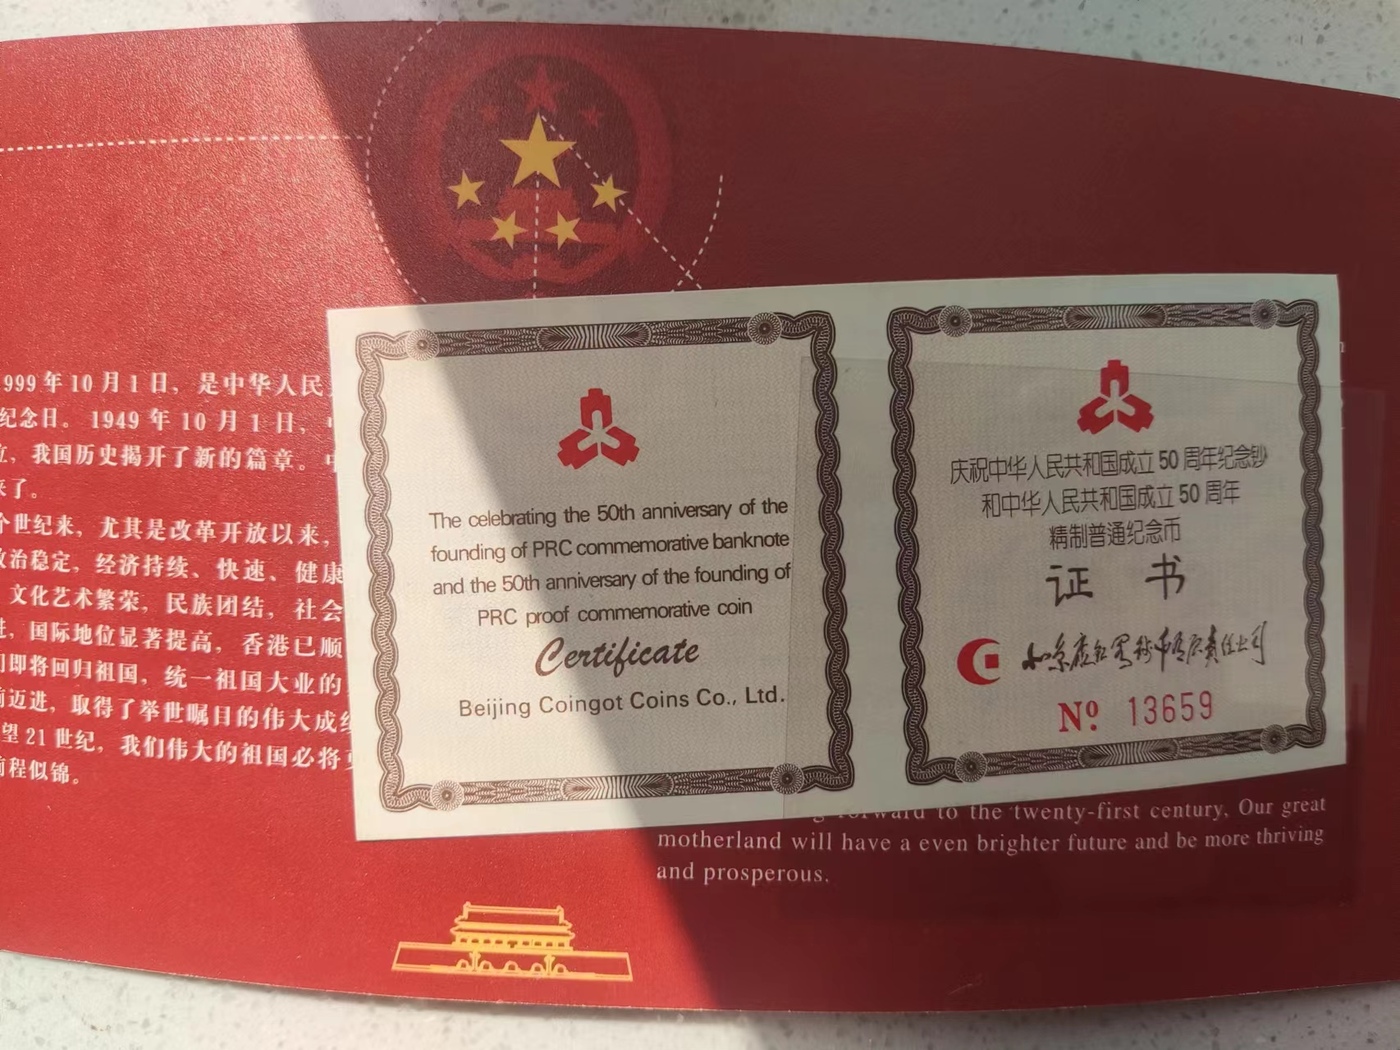 999年10月1日，是中华人民
纪念日。1949年10月1日，
，我国历史揭开了新的篇章。
来了。
个世纪来，尤其是改革开放以来，
政治稳定，经济持续、快速、健康
，文化艺术繁荣，民族团结，社会
进，国际地位显著提高，香港已顺
即将回归祖国，统一祖国大业的
前迈进，取得了举世瞩目的伟大成
望21世纪，我们伟大的祖国必将
前程似锦。
The celebrating the 50th anniversary of the
founding of PRC commemorative banknote
and the 50th anniversary of the founding of
PRC proof commemorative coin
Certificate
Beijing Coingot Coins Co., Ltd.
庆祝中华人民共和国成立50周年纪念钞
和中华人民共和国成立50周年
精制普通纪念币
证 书
有限责任公司
Nº 13659
forward to the twenty-first century, Our great
motherland will have a even brighter future and be more thriving
and prosperous.